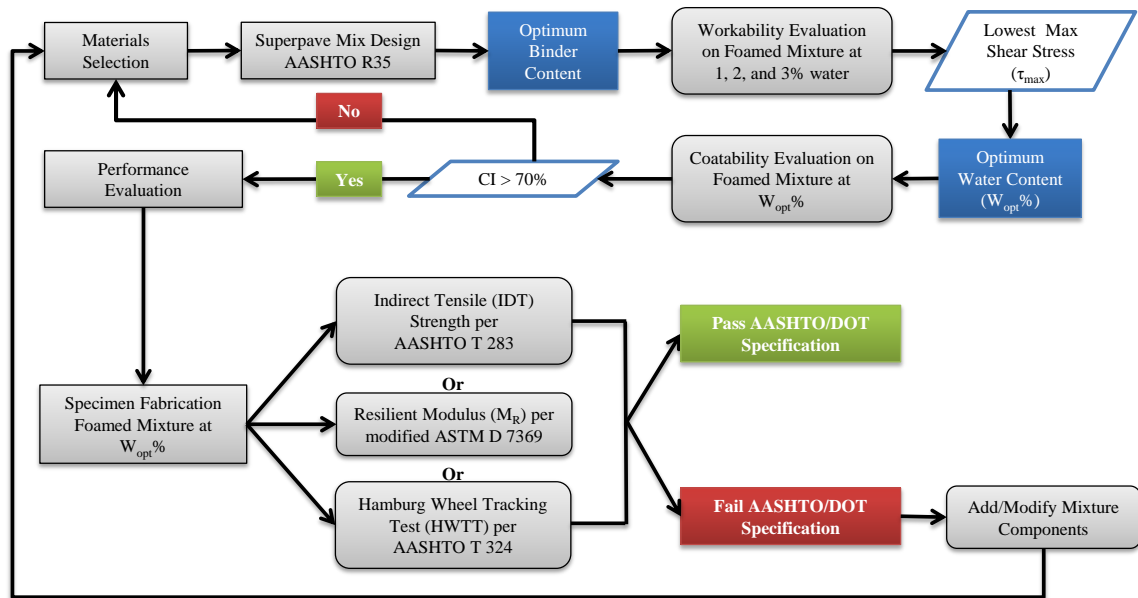 Materials
Selection
Superpave Mix Design
AASHTO R35
Optimum
Binder
Content
Workability Evaluation
on Foamed Mixture at
1, 2, and 3% water
Lowest Max
Shear Stress
(τmax)
No
Performance
Evaluation
Yes
CI > 70%
Coatability Evaluation on
Foamed Mixture at
Wopt%
Optimum
Water Content
(Wopt%)
Indirect Tensile (IDT)
Strength per
AASHTO T 283
Or
Resilient Modulus (MR) per
modified ASTM D 7369
Or
Hamburg Wheel Tracking
Test (HWTT) per
AASHTO T 324
Specimen Fabrication
Foamed Mixture at
Wopt%
Pass AASHTO/DOT
Specification
Fail AASHTO/DOT
Specification
Add/Modify Mixture
Components